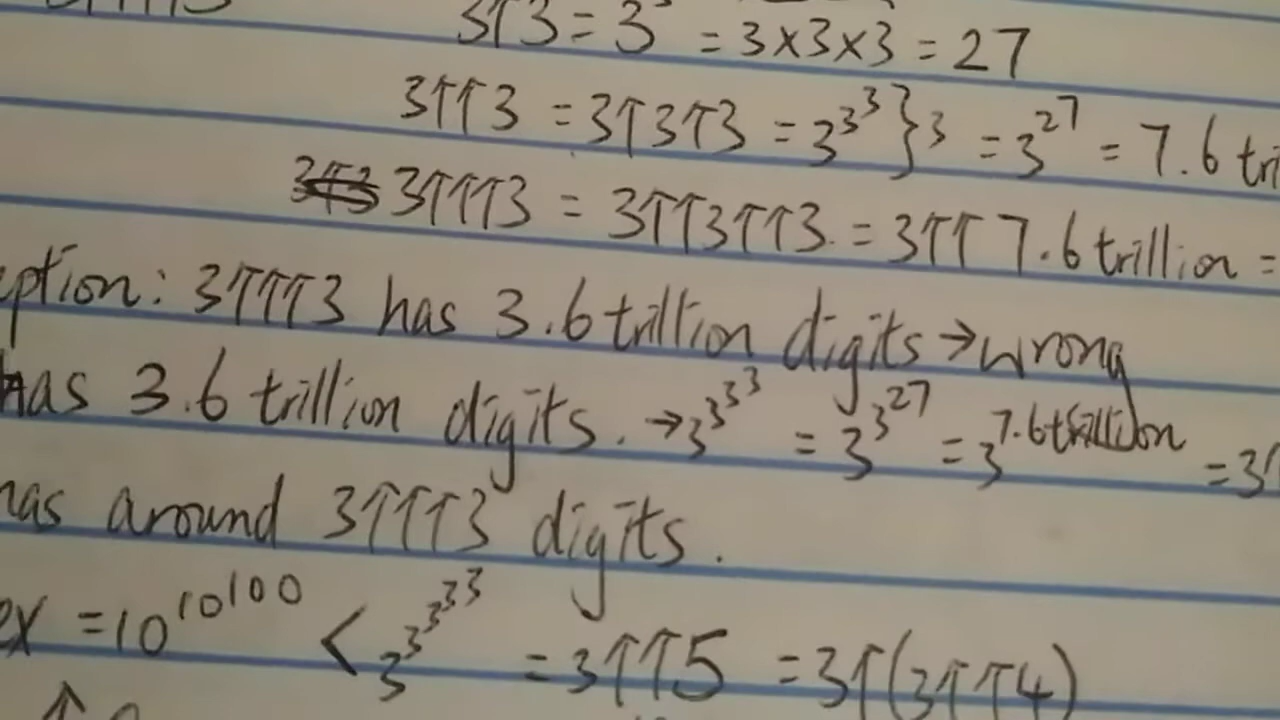 3↑3 = 3³ = 3×3×3 = 27
3↑↑3 = 3↑3↑3 = 3^3^3}3 = 3^27 = 7.6 tri
3↑↑↑3 = 3↑↑3↑↑3 = 3↑↑7.6 trillion =
ption: 3↑↑↑3 has 3.6 trillion digits → wrong
has 3.6 trillion digits. → 3^3^3^3 = 3^3^27 = 3^7.6 trillion = 3↑
has around 3↑↑↑3 digits.
ex = 10^10^100 < 3^3^3^3^3 = 3↑↑5 = 3↑(3↑↑4)